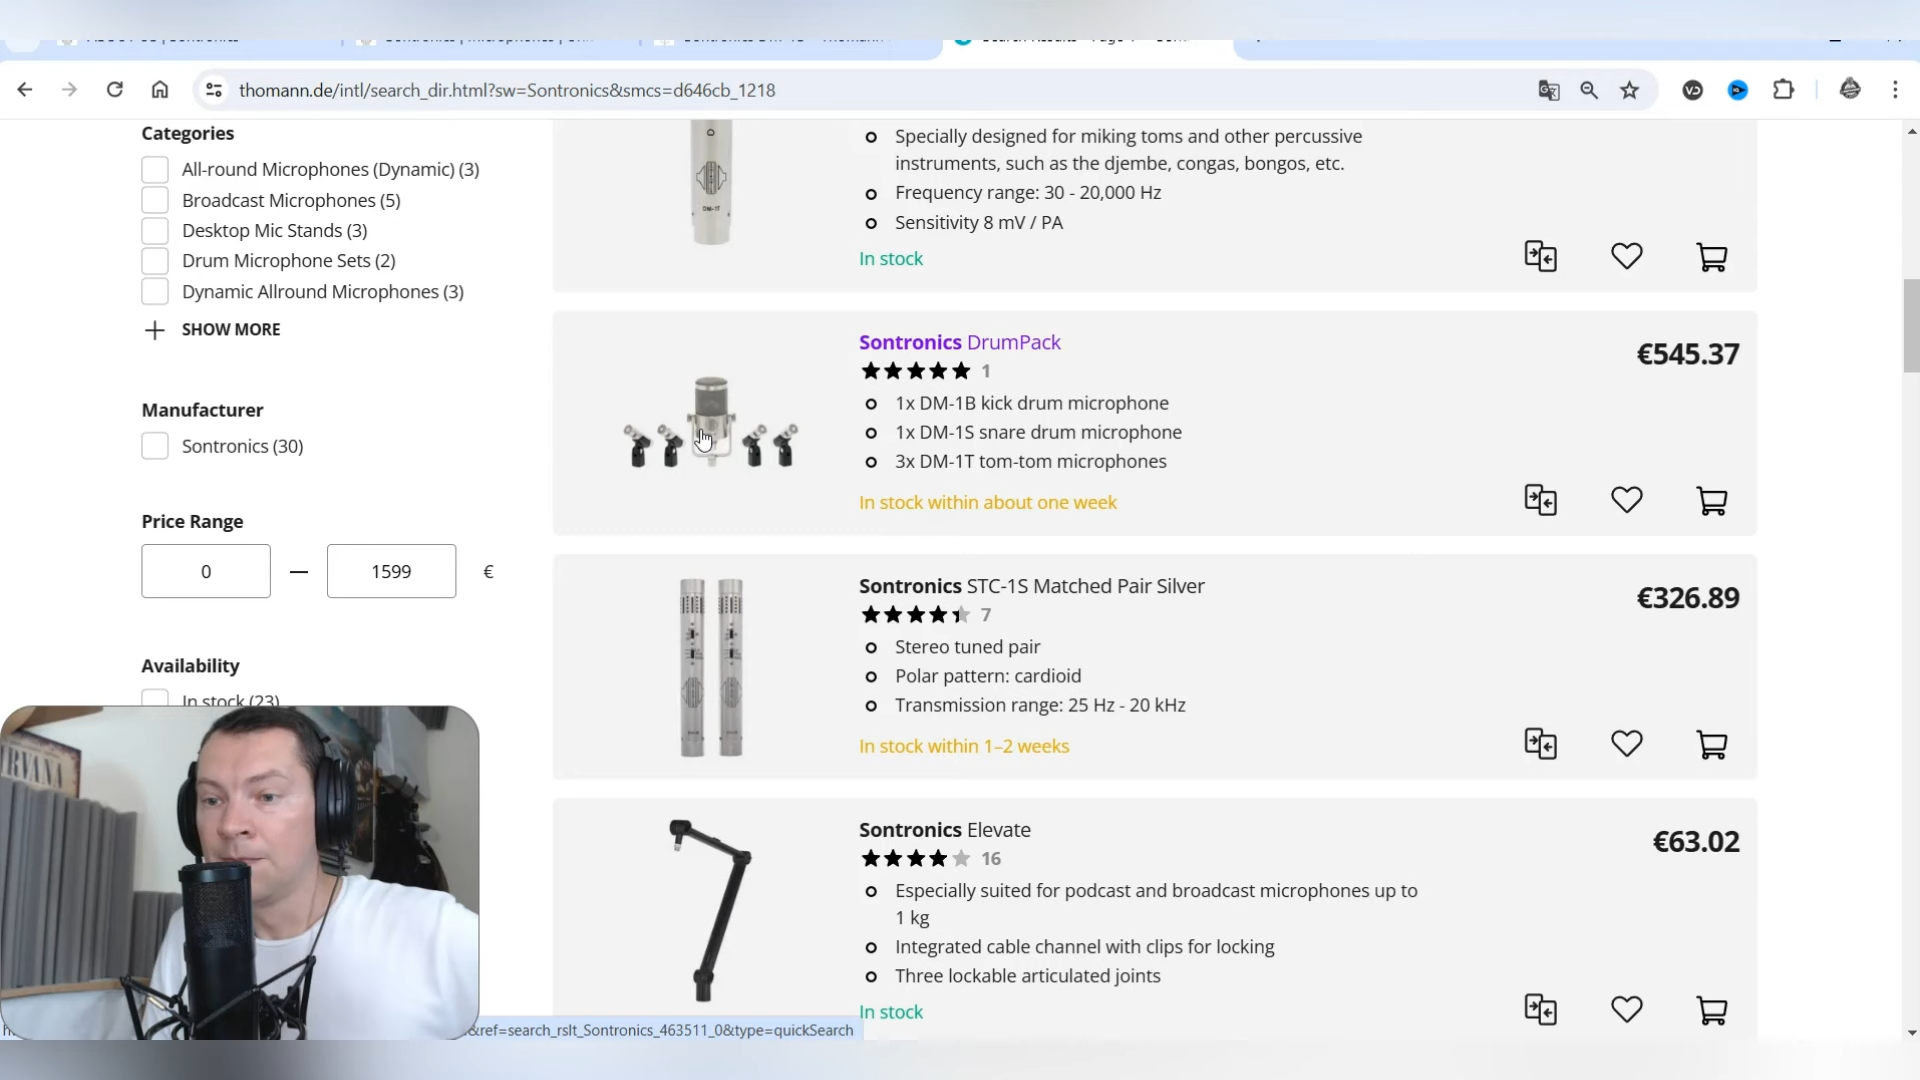 thomann.de/intl/search_dir.html?sw=Sontronics&smcs=d646cb_1218
Categories
All-round Microphones (Dynamic) (3)
Broadcast Microphones (5)
Desktop Mic Stands (3)
Drum Microphone Sets (2)
Dynamic Allround Microphones (3)
SHOW MORE
Manufacturer
Sontronics (30)
Price Range
0 — 1599 €
Availability
In stock (23)
DM-1T
Specially designed for miking toms and other percussive
instruments, such as the djembe, congas, bongos, etc.
Frequency range: 30 - 20,000 Hz
Sensitivity 8 mV / PA
In stock
Sontronics DrumPack
€545.37
1
1x DM-1B kick drum microphone
1x DM-1S snare drum microphone
3x DM-1T tom-tom microphones
In stock within about one week
Sontronics STC-1S Matched Pair Silver
€326.89
7
Stereo tuned pair
Polar pattern: cardioid
Transmission range: 25 Hz - 20 kHz
In stock within 1–2 weeks
Sontronics Elevate
€63.02
16
Especially suited for podcast and broadcast microphones up to
1 kg
Integrated cable channel with clips for locking
Three lockable articulated joints
In stock
&ref=search_rslt_Sontronics_463511_0&type=quickSearch